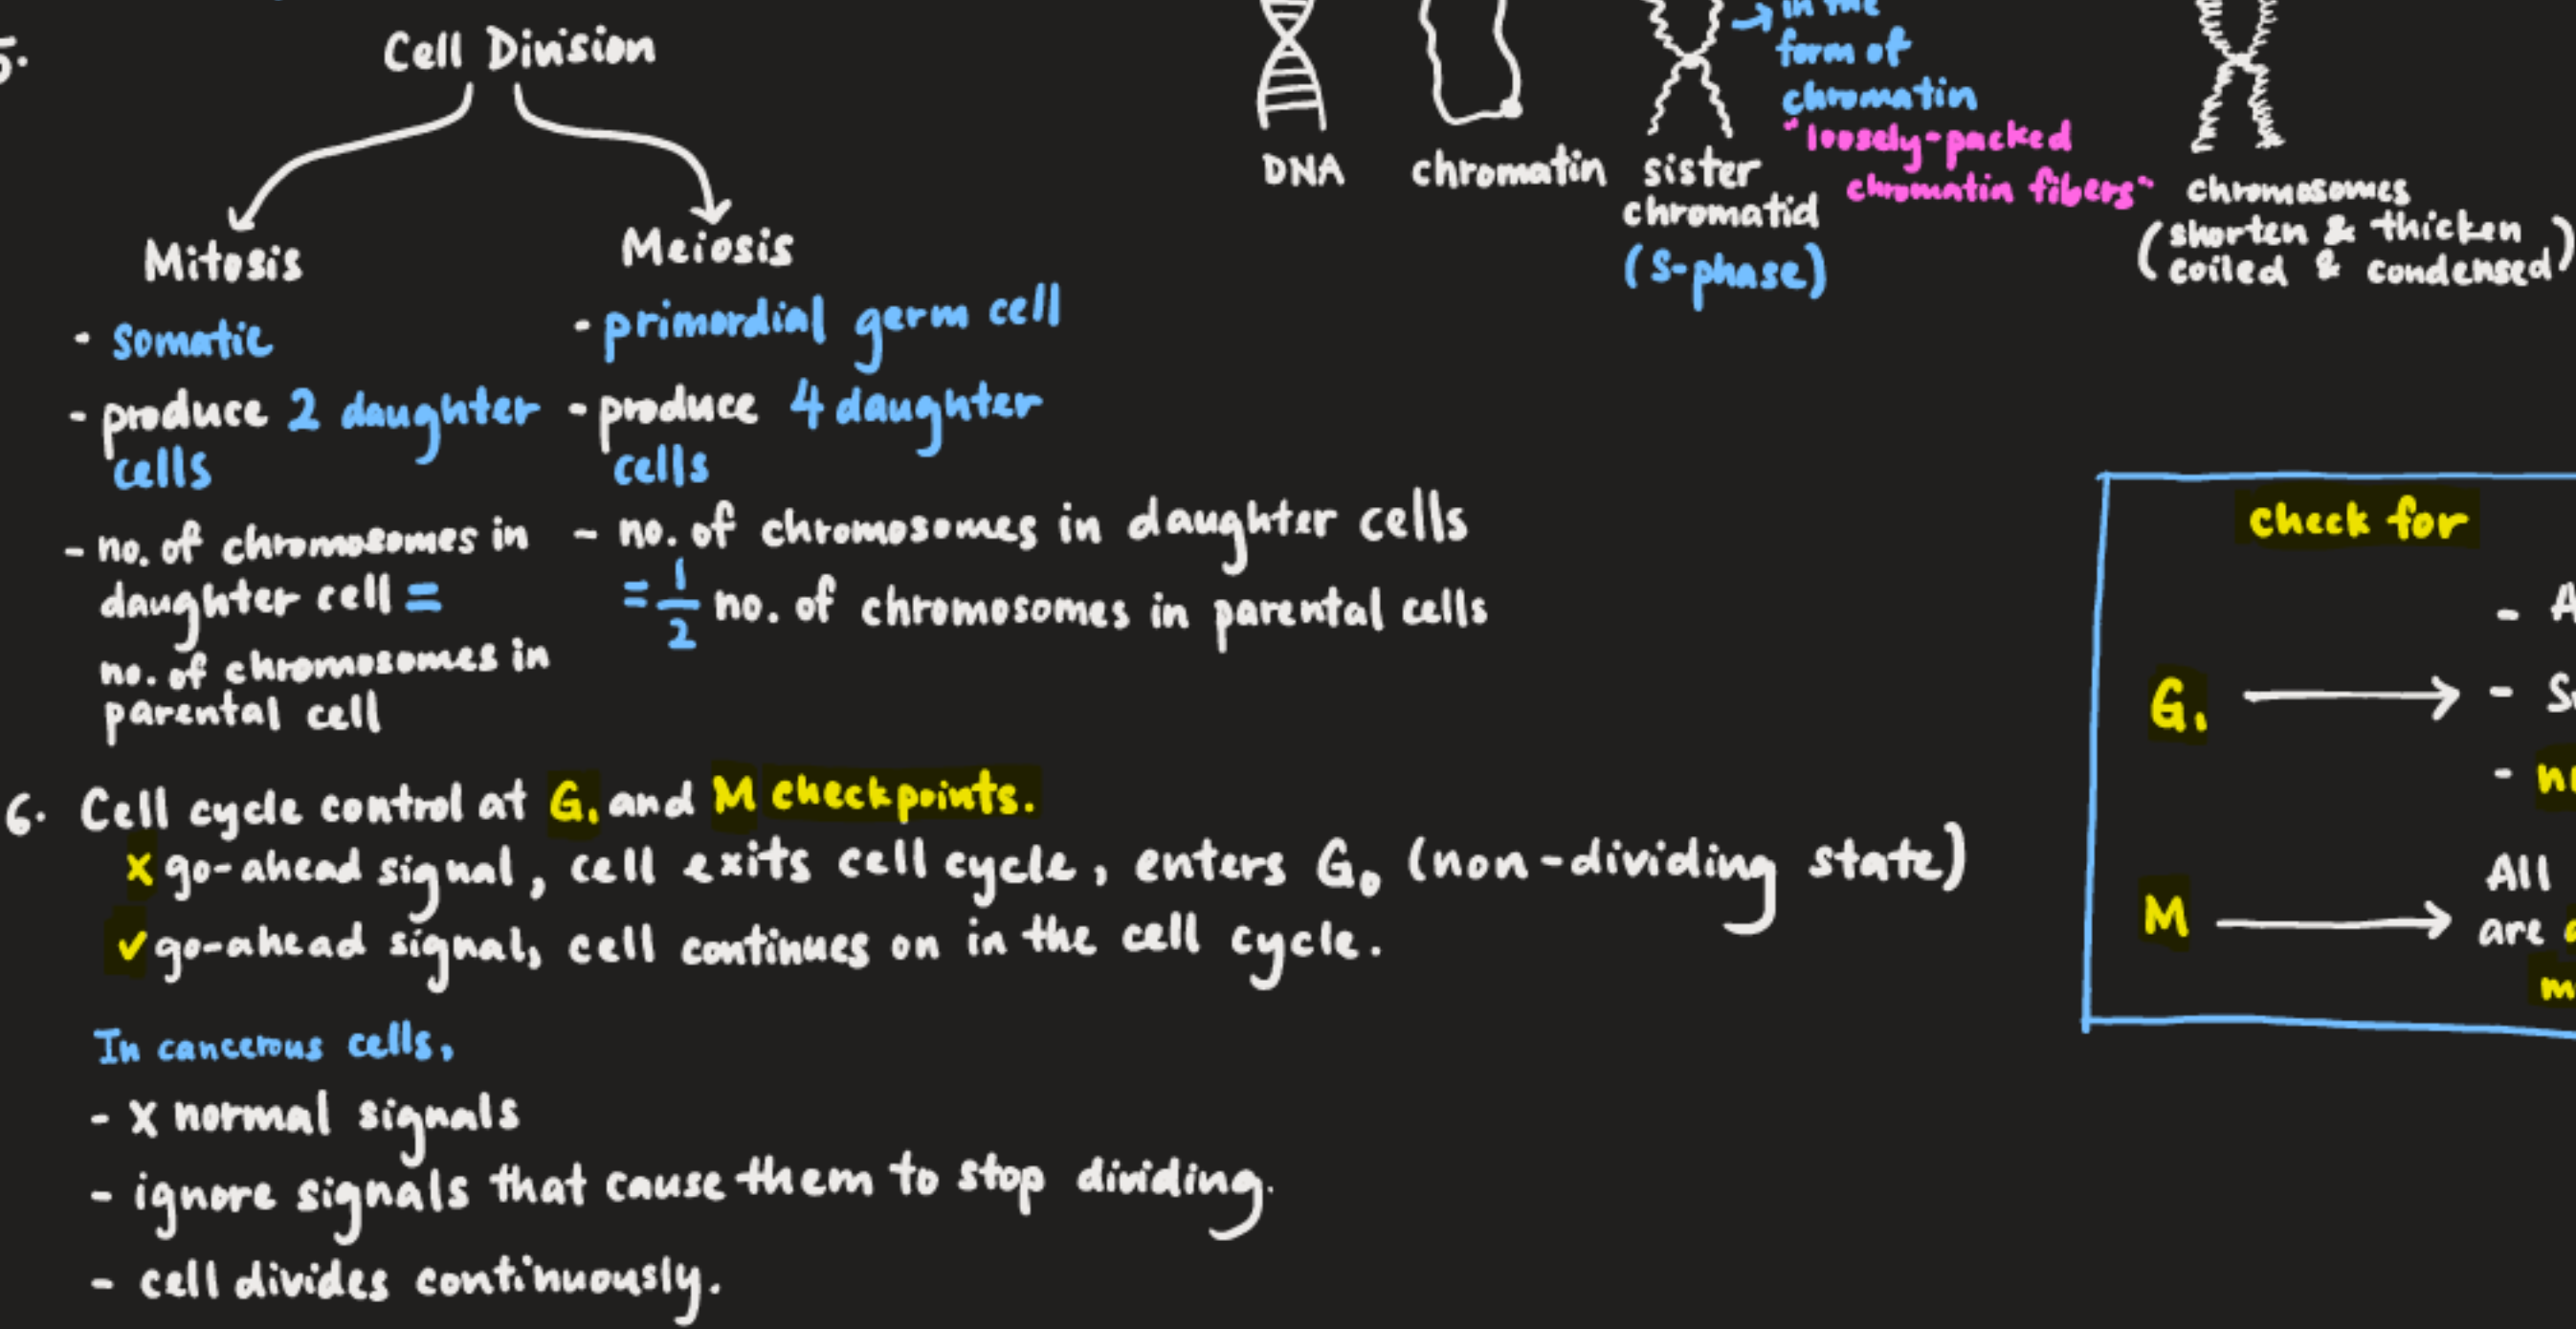 5.
Cell Division
Mitosis
- somatic
- produce 2 daughter
cells
- no. of chromosomes in
daughter cell =
no. of chromosomes in
parental cell
Meiosis
- primordial germ cell
- produce 4 daughter
cells
- no. of chromosomes in daughter cells
= 1/2 no. of chromosomes in parental cells
DNA
chromatin
sister
chromatid
(S-phase)
→ in the
form of
chromatin
"loosely-packed
chromatin fibers"
chromosomes
(shorten & thicken
coiled & condensed)
6. Cell cycle control at G₁ and M checkpoints.
x go-ahead signal, cell exits cell cycle, enters G₀ (non-dividing state)
✓ go-ahead signal, cell continues on in the cell cycle.
In cancerous cells,
- x normal signals
- ignore signals that cause them to stop dividing.
- cell divides continuously.
check for
G₁ →
M → All
are